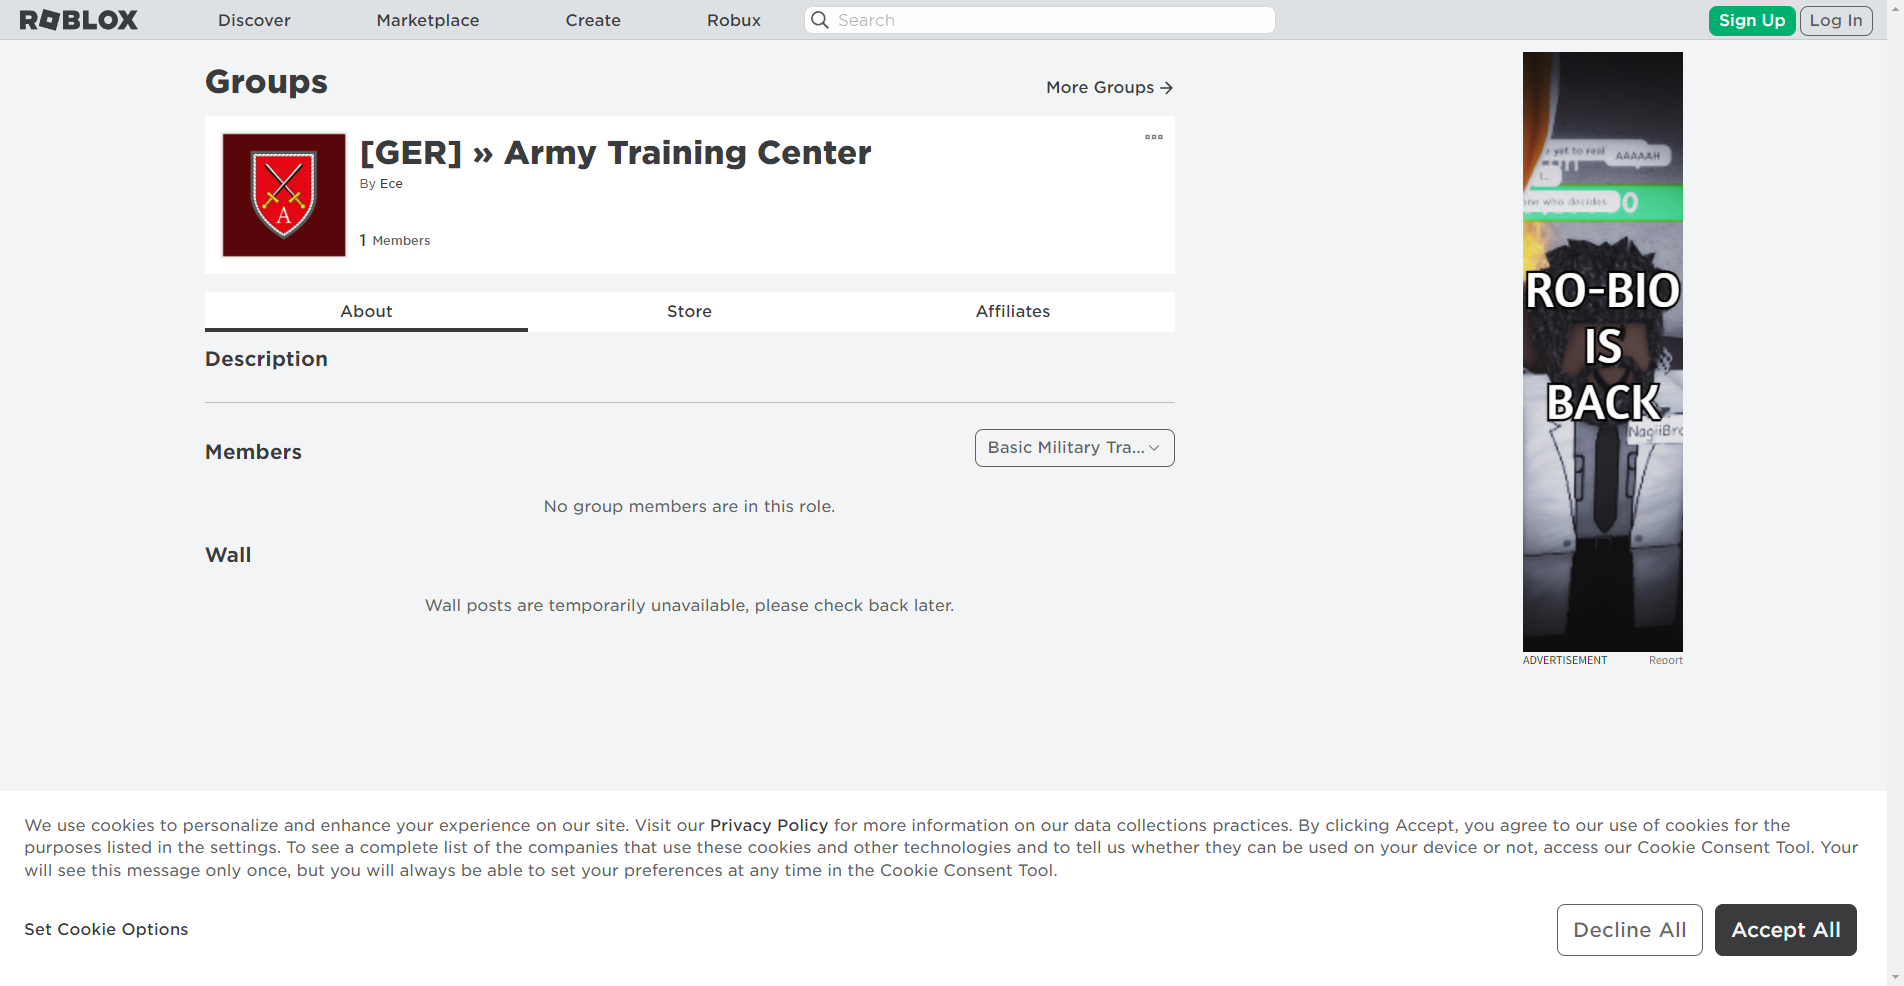 ROBLOX
Discover
Marketplace
Create
Robux
Search
Sign Up
Log In
Groups
More Groups →
[GER] » Army Training Center
By Ece
1 Members
A
About
Store
Affiliates
Description
Members
Basic Military Tra...
No group members are in this role.
Wall
Wall posts are temporarily unavailable, please check back later.
yet to real
AAAAAH
one who decides.
RO-BIO
IS
BACK
ADVERTISEMENT
Report
We use cookies to personalize and enhance your experience on our site. Visit our Privacy Policy for more information on our data collections practices. By clicking Accept, you agree to our use of cookies for the
purposes listed in the settings. To see a complete list of the companies that use these cookies and other technologies and to tell us whether they can be used on your device or not, access our Cookie Consent Tool. Your
will see this message only once, but you will always be able to set your preferences at any time in the Cookie Consent Tool.
Set Cookie Options
Decline All
Accept All